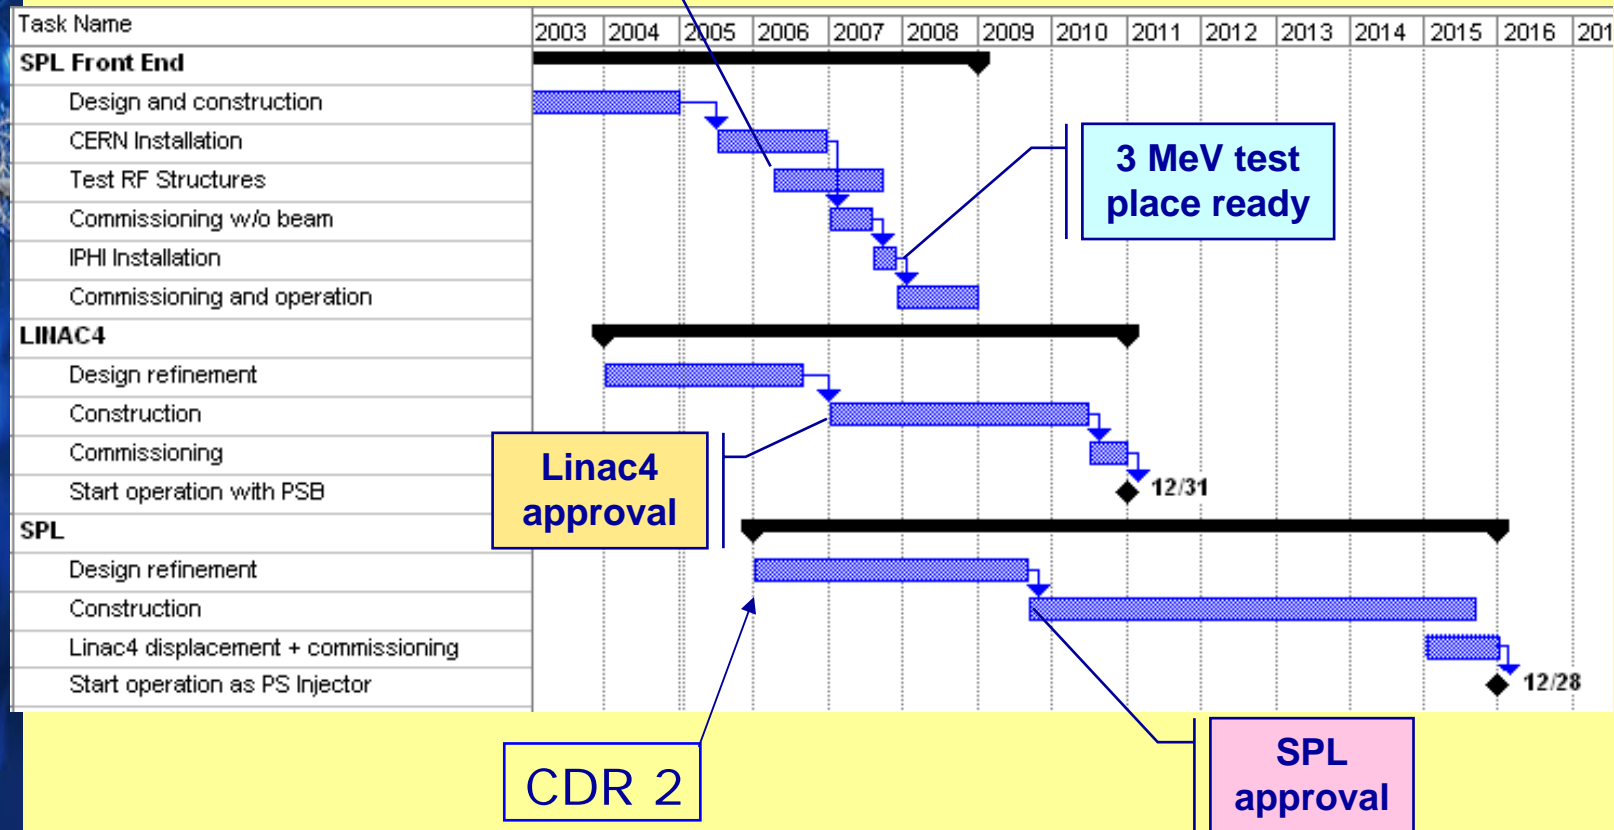 Task Name 2003 2004 2005 2006 2007 2008 2009 2010 2011 2012 2013 2014 2015 2016 201
SPL Front End
Design and construction
CERN Installation
Test RF Structures
Commissioning w/o beam
IPHI Installation
Commissioning and operation
3 MeV test
place ready
LINAC4
Design refinement
Construction
Commissioning
Start operation with PSB 12/31
Linac4
approval
SPL
Design refinement
Construction
Linac4 displacement + commissioning
Start operation as PS Injector 12/28
CDR 2
SPL
approval